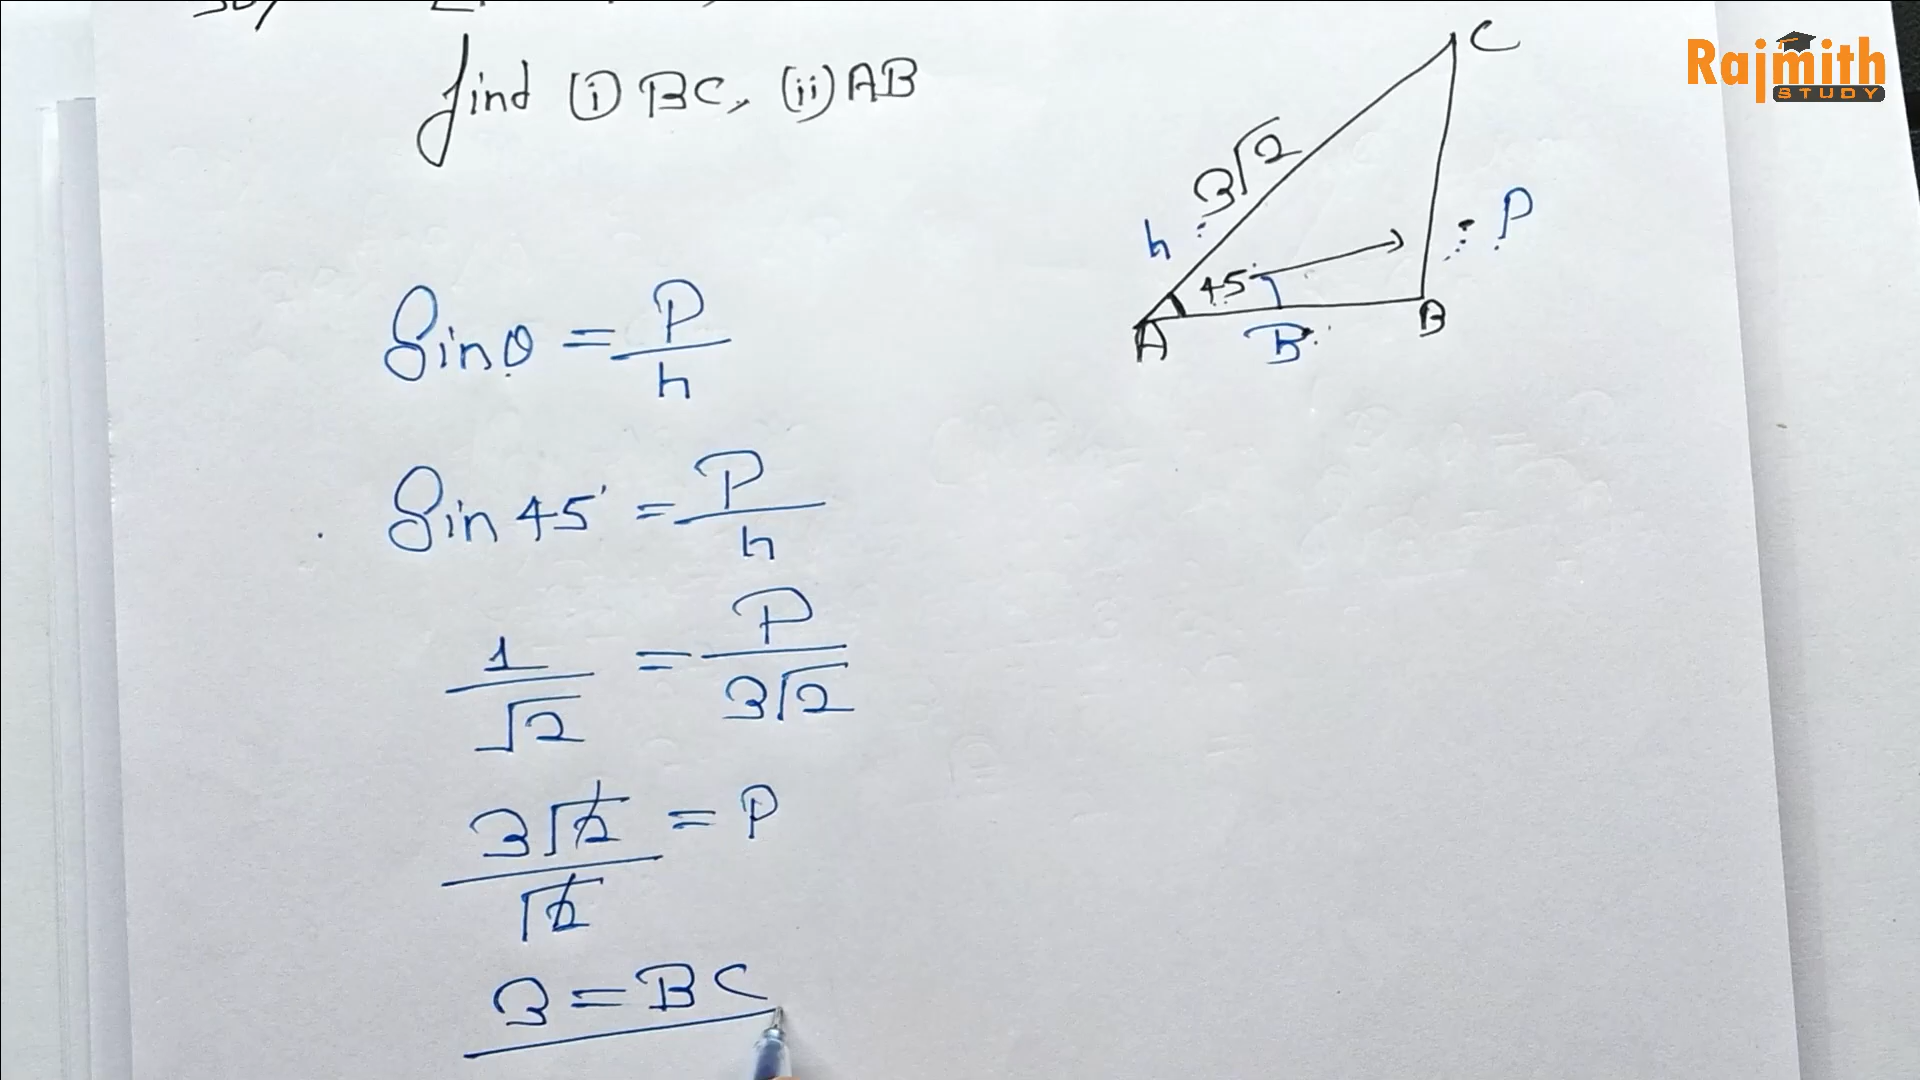 find (i) BC, (ii) AB
C
Rajmith
STUDY
3√2
h
P
45°
A
B
B
Sinθ = P/h
Sin 45° = P/h
1/√2 = P/3√2
3√2/√2 = P
3 = BC